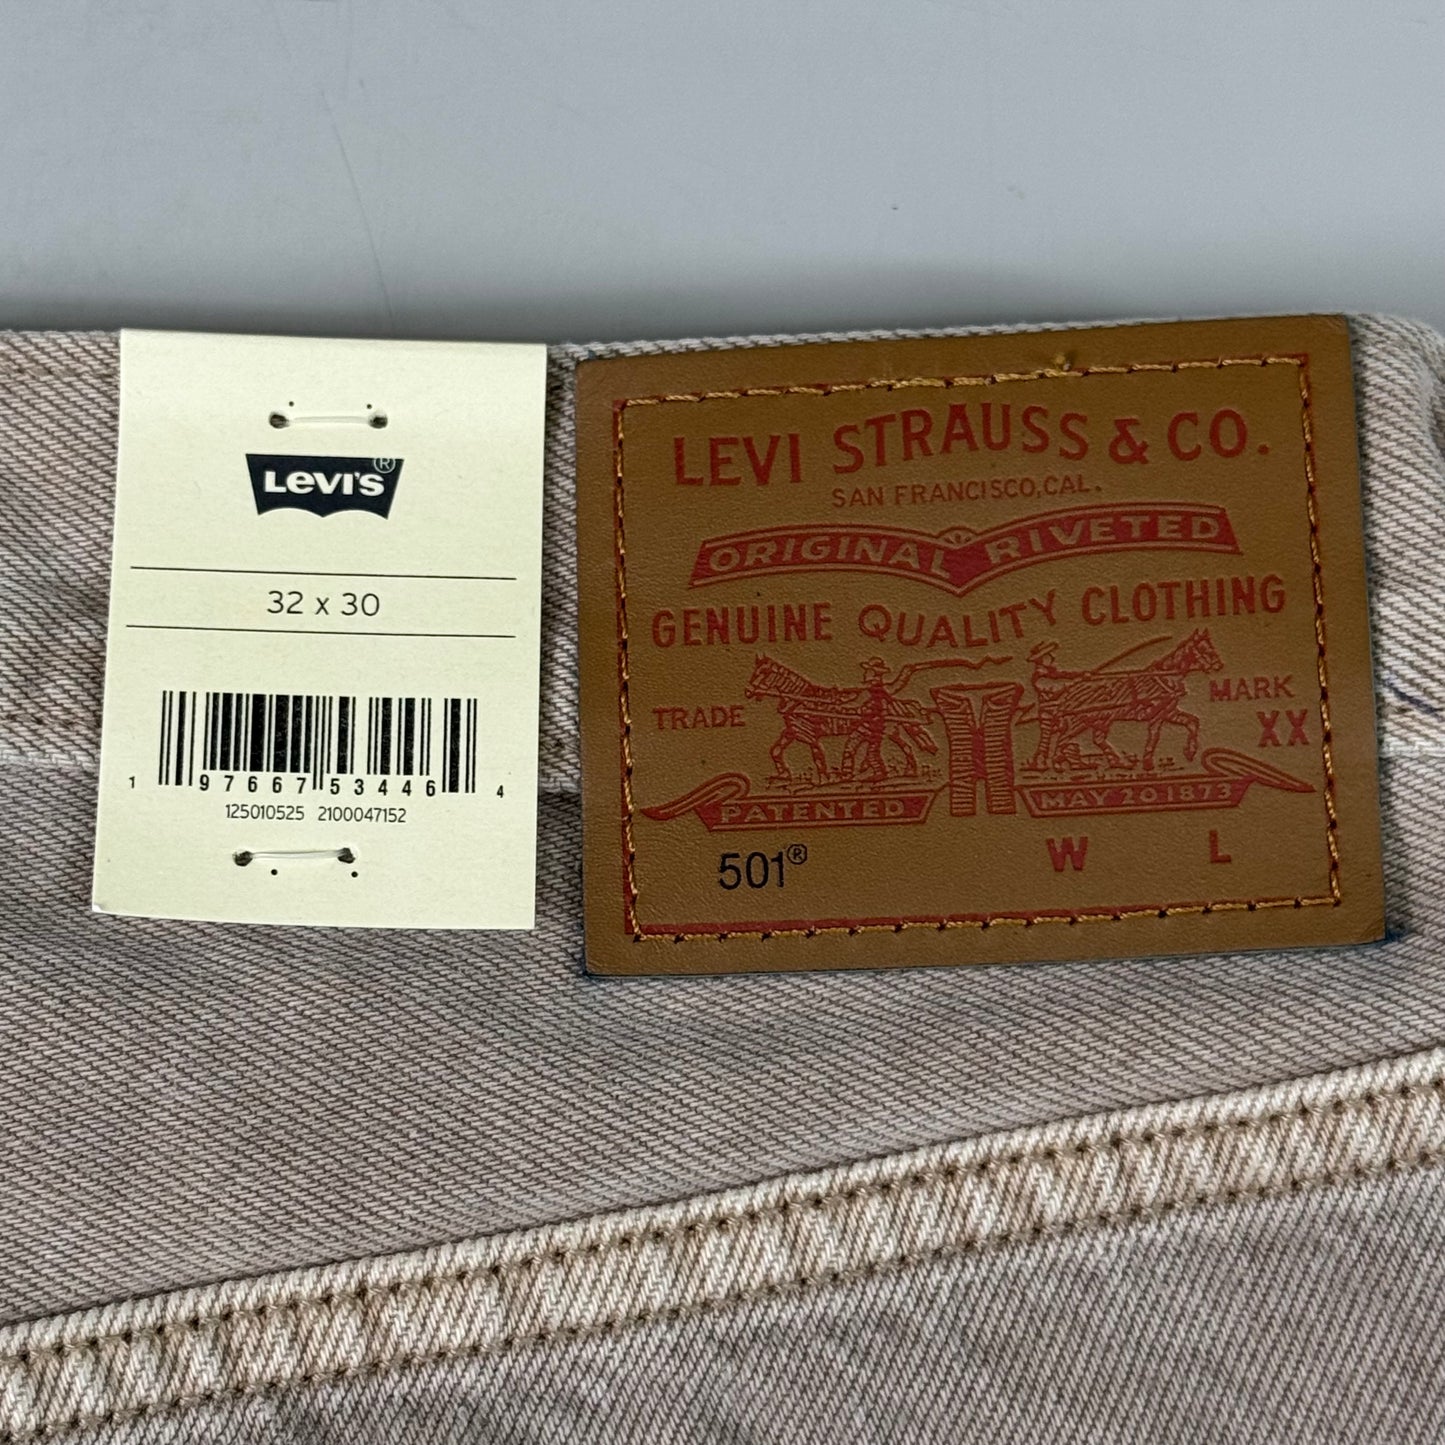 LEVI'S®
32 x 30
1 97667 53446 4
125010525 2100047152
LEVI STRAUSS & CO.
SAN FRANCISCO, CAL.
ORIGINAL RIVETED
GENUINE QUALITY CLOTHING
TRADE MARK
XX
PATENTED MAY 20 1873
501® W L